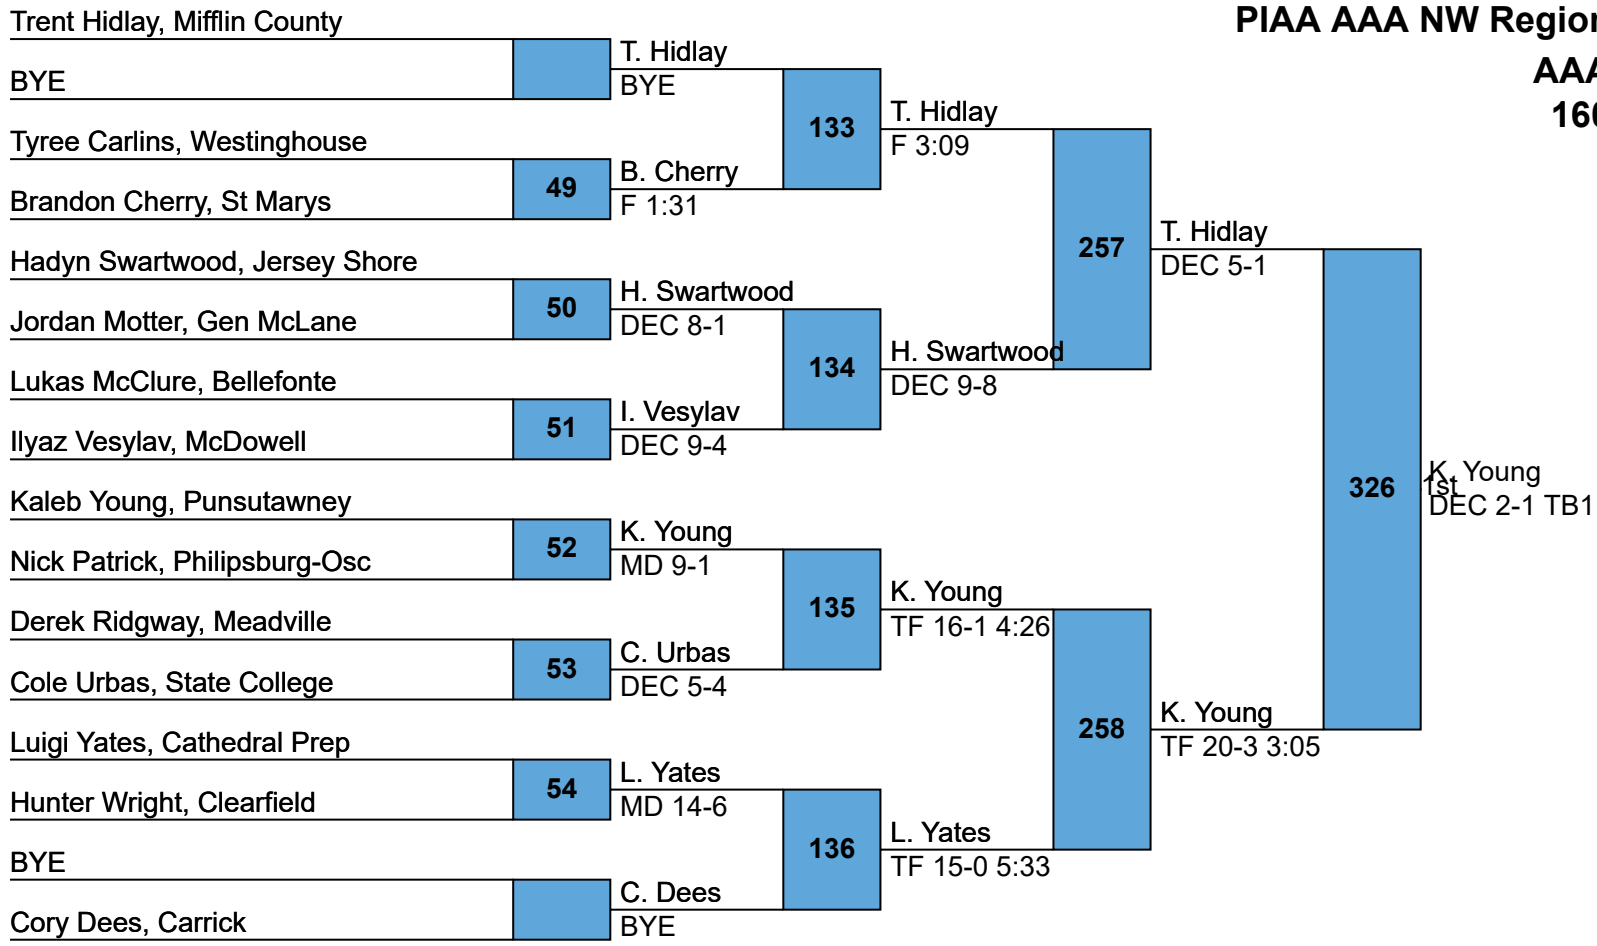 PIAA AAA NW Region
AAA
160
Trent Hidlay, Mifflin County
BYE
Tyree Carlins, Westinghouse
Brandon Cherry, St Marys
Hadyn Swartwood, Jersey Shore
Jordan Motter, Gen McLane
Lukas McClure, Bellefonte
Ilyaz Vesylav, McDowell
Kaleb Young, Punsutawney
Nick Patrick, Philipsburg-Osc
Derek Ridgway, Meadville
Cole Urbas, State College
Luigi Yates, Cathedral Prep
Hunter Wright, Clearfield
BYE
Cory Dees, Carrick
49
50
51
52
53
54
T. Hidlay
BYE
B. Cherry
F 1:31
H. Swartwood
DEC 8-1
I. Vesylav
DEC 9-4
K. Young
MD 9-1
C. Urbas
DEC 5-4
L. Yates
MD 14-6
C. Dees
BYE
133
134
135
136
T. Hidlay
F 3:09
H. Swartwood
DEC 9-8
K. Young
TF 16-1 4:26
L. Yates
TF 15-0 5:33
257
258
T. Hidlay
DEC 5-1
K. Young
TF 20-3 3:05
326
K. Young
1st
DEC 2-1 TB1